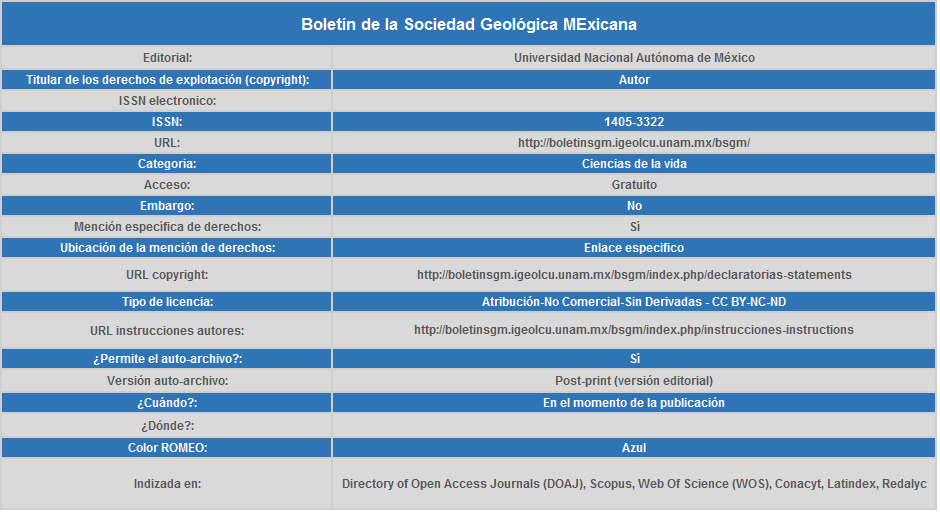 Boletín de la Sociedad Geológica MExicana
Editorial: Universidad Nacional Autónoma de México
Titular de los derechos de explotación (copyright): Autor
ISSN electronico:
ISSN: 1405-3322
URL: http://boletinsgm.igeolcu.unam.mx/bsgm/
Categoria: Ciencias de la vida
Acceso: Gratuito
Embargo: No
Mención específica de derechos: Sí
Ubicación de la mención de derechos: Enlace especifico
URL copyright: http://boletinsgm.igeolcu.unam.mx/bsgm/index.php/declaratorias-statements
Tipo de licencia: Atribución-No Comercial-Sin Derivadas - CC BY-NC-ND
URL instrucciones autores: http://boletinsgm.igeolcu.unam.mx/bsgm/index.php/instrucciones-instructions
¿Permite el auto-archivo?: Sí
Versión auto-archivo: Post-print (versión editorial)
¿Cuándo?: En el momento de la publicación
¿Dónde?:
Color ROMEO: Azul
Indizada en: Directory of Open Access Journals (DOAJ), Scopus, Web Of Science (WOS), Conacyt, Latindex, Redalyc